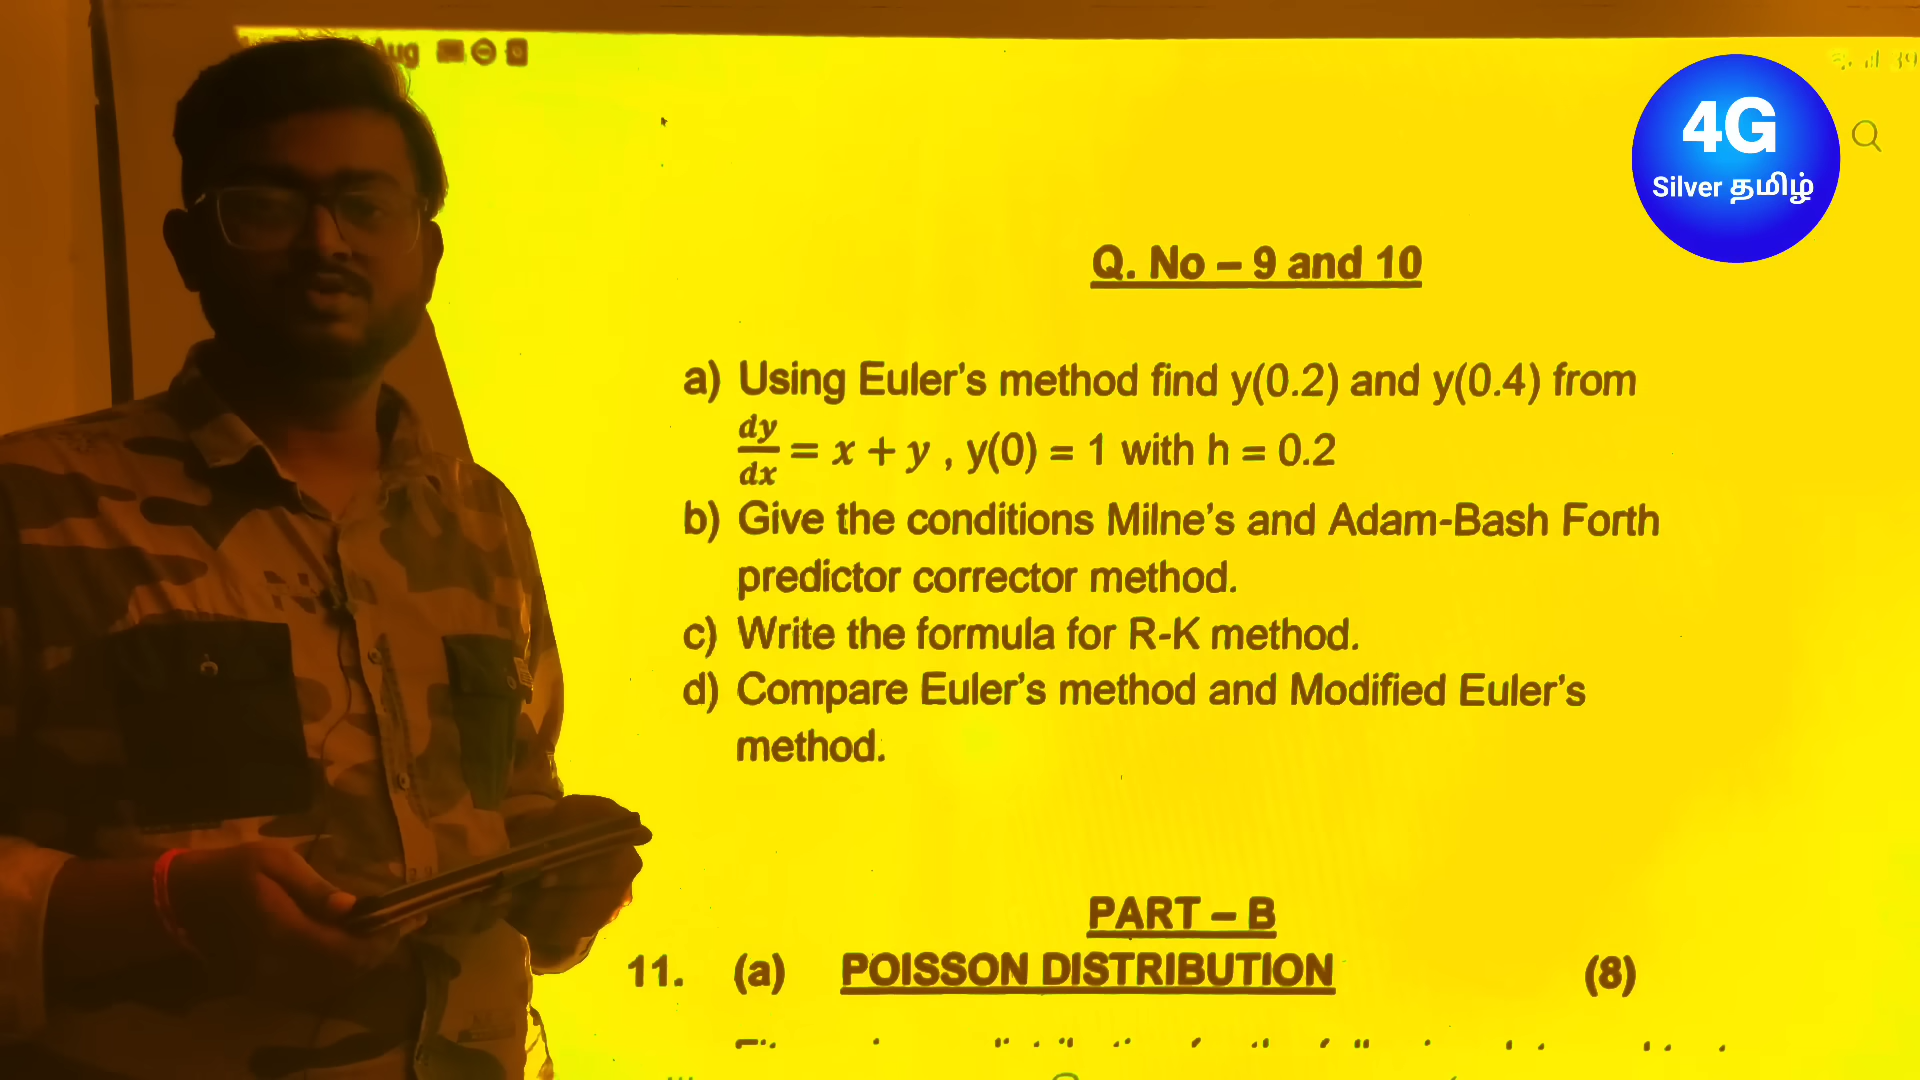 Aug
39
4G
Silver தமிழ்
Q. No – 9 and 10
a) Using Euler's method find y(0.2) and y(0.4) from
dy/dx = x + y , y(0) = 1 with h = 0.2
b) Give the conditions Milne's and Adam-Bash Forth
predictor corrector method.
c) Write the formula for R-K method.
d) Compare Euler's method and Modified Euler's
method.
PART – B
11. (a) POISSON DISTRIBUTION (8)